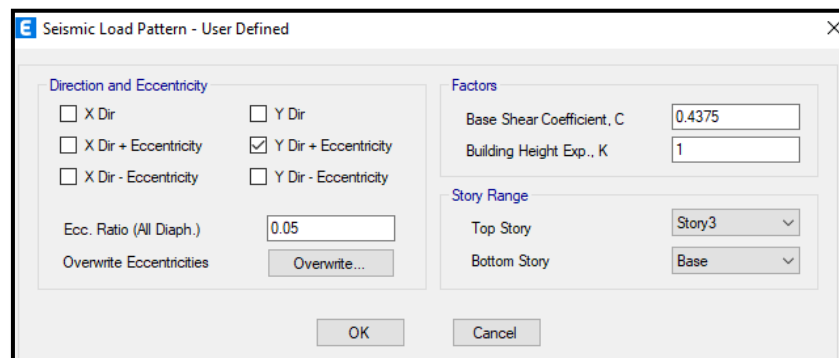 E Seismic Load Pattern - User Defined
Direction and Eccentricity
X Dir
Y Dir
X Dir + Eccentricity
Y Dir + Eccentricity
X Dir - Eccentricity
Y Dir - Eccentricity
Ecc. Ratio (All Diaph.) 0.05
Overwrite Eccentricities Overwrite...
Factors
Base Shear Coefficient, C 0.4375
Building Height Exp., K 1
Story Range
Top Story Story3
Bottom Story Base
OK Cancel